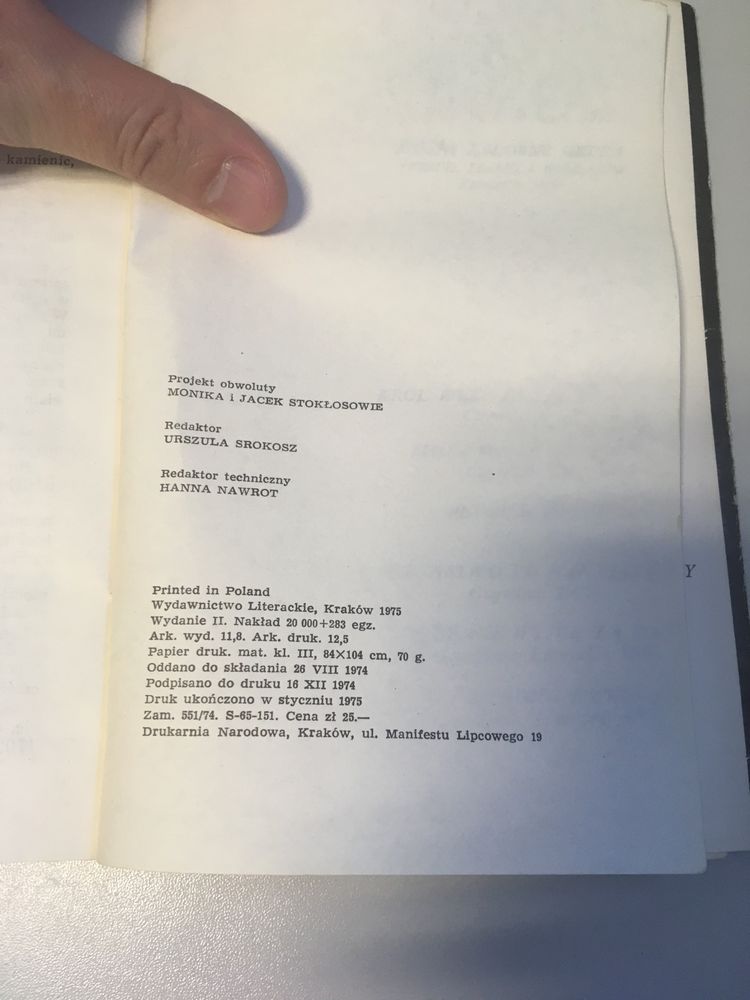 kamienic,
Projekt obwoluty
MONIKA i JACEK STOKŁOSOWIE
Redaktor
URSZULA SROKOSZ
Redaktor techniczny
HANNA NAWROT
Printed in Poland
Wydawnictwo Literackie, Kraków 1975
Wydanie II. Nakład 20 000+283 egz.
Ark. wyd. 11,8. Ark. druk. 12,5
Papier druk. mat. kl. III, 84×104 cm, 70 g.
Oddano do składania 26 VIII 1974
Podpisano do druku 16 XII 1974
Druk ukończono w styczniu 1975
Zam. 551/74. S-65-151. Cena zł 25.—
Drukarnia Narodowa, Kraków, ul. Manifestu Lipcowego 19
Y